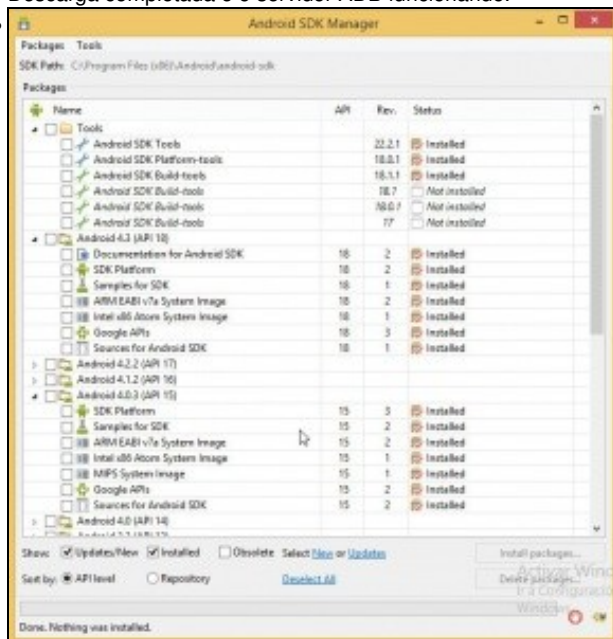 Descarga completada e o servidor ADB funcionando.
Android SDK Manager
Packages Tools
SDK Path: C:\Program Files (x86)\Android\android-sdk
Packages
Name API Rev. Status
Tools
Android SDK Tools 22.2.1 Installed
Android SDK Platform-tools 18.0.1 Installed
Android SDK Build-tools 18.1.1 Installed
Android SDK Build-tools 18.1 Not installed
Android SDK Build-tools 18.0.1 Not installed
Android SDK Build-tools 17 Not installed
Android 4.3 (API 18)
Documentation for Android SDK 18 2 Installed
SDK Platform 18 2 Installed
Samples for SDK 18 1 Installed
ARM EABI v7a System Image 18 2 Installed
Intel x86 Atom System Image 18 1 Installed
Google APIs 18 3 Installed
Sources for Android SDK 18 1 Installed
Android 4.2.2 (API 17)
Android 4.1.2 (API 16)
Android 4.0.3 (API 15)
SDK Platform 15 3 Installed
Samples for SDK 15 2 Installed
ARM EABI v7a System Image 15 2 Installed
Intel x86 Atom System Image 15 1 Installed
MIPS System Image 15 1 Installed
Google APIs 15 2 Installed
Sources for Android SDK 15 2 Installed
Android 4.0 (API 14)
Show: Updates/New Installed Obsolete Select New or Updates Install packages...
Activar Wind
Sort by: API level Repository Deselect All Delete packages...
Ir a Configuració
Windows
Done. Nothing was installed.